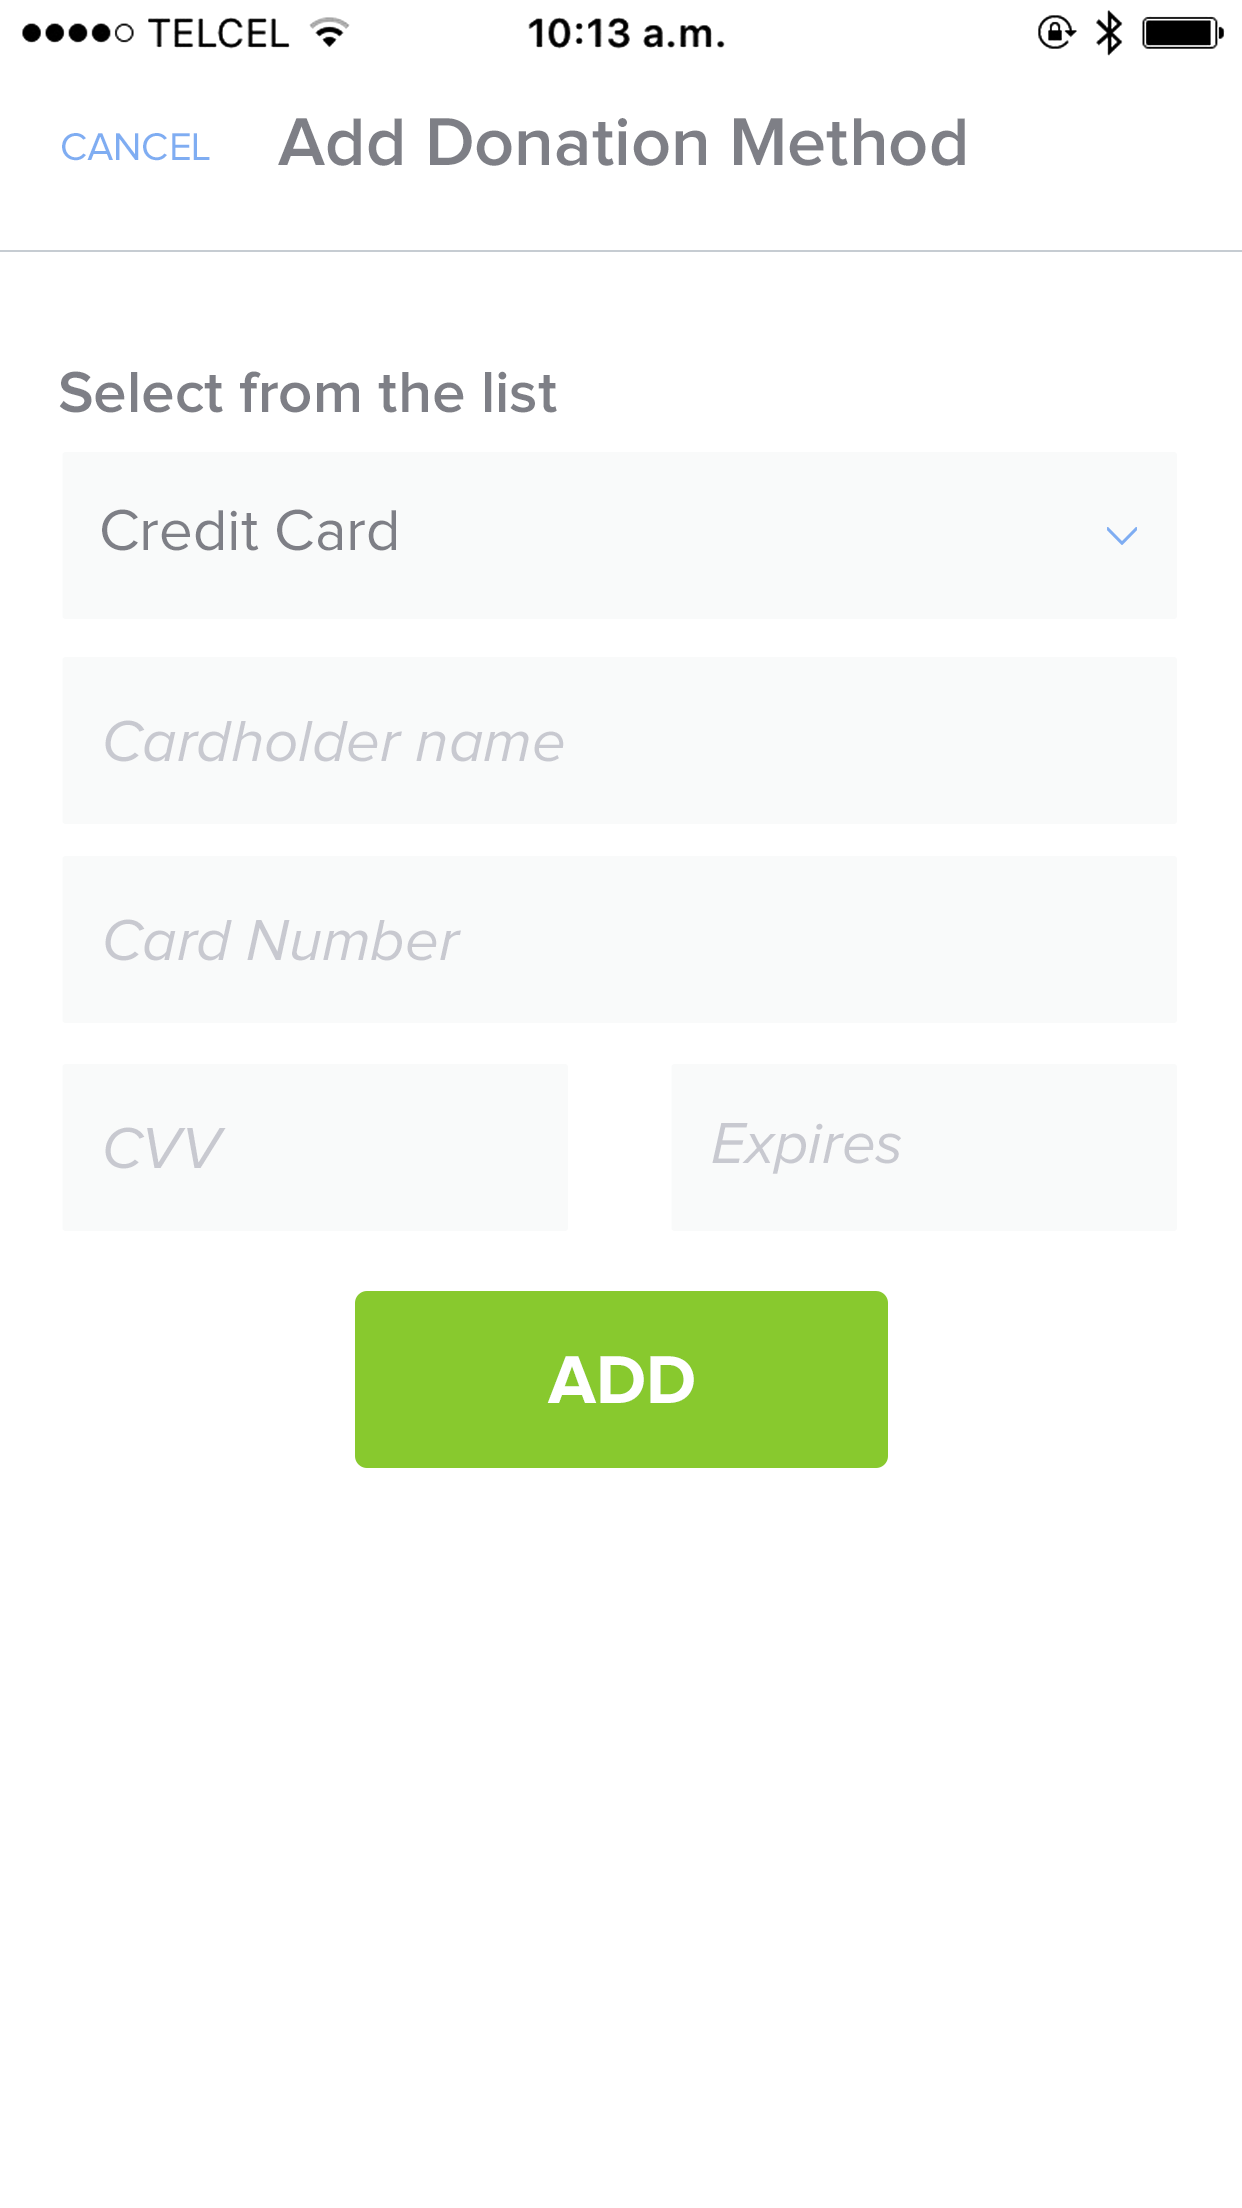 TELCEL 10:13 a.m.
CANCEL Add Donation Method
Select from the list
Credit Card
Cardholder name
Card Number
CVV Expires
ADD